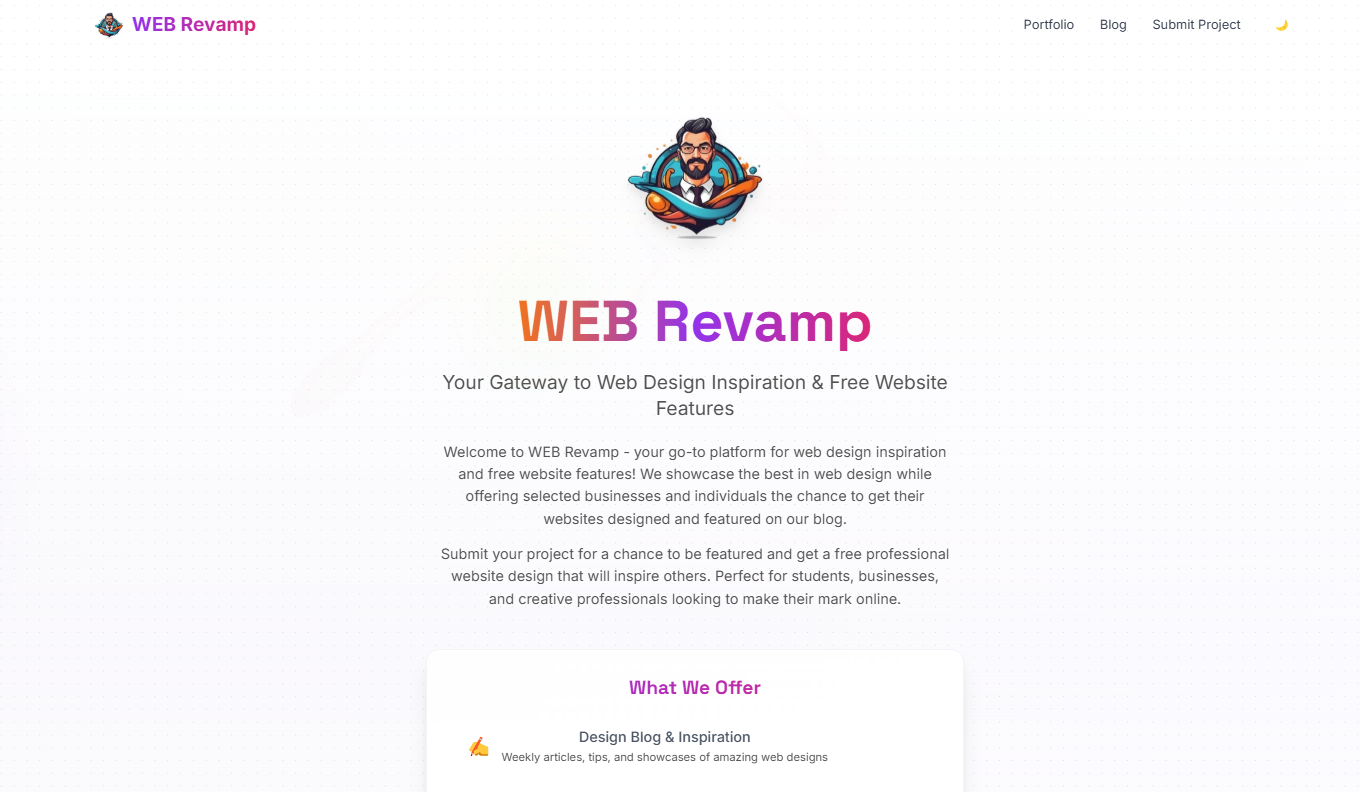 WEB Revamp
Portfolio
Blog
Submit Project
WEB Revamp
Your Gateway to Web Design Inspiration & Free Website
Features
Welcome to WEB Revamp - your go-to platform for web design inspiration
and free website features! We showcase the best in web design while
offering selected businesses and individuals the chance to get their
websites designed and featured on our blog.
Submit your project for a chance to be featured and get a free professional
website design that will inspire others. Perfect for students, businesses,
and creative professionals looking to make their mark online.
What We Offer
Design Blog & Inspiration
Weekly articles, tips, and showcases of amazing web designs